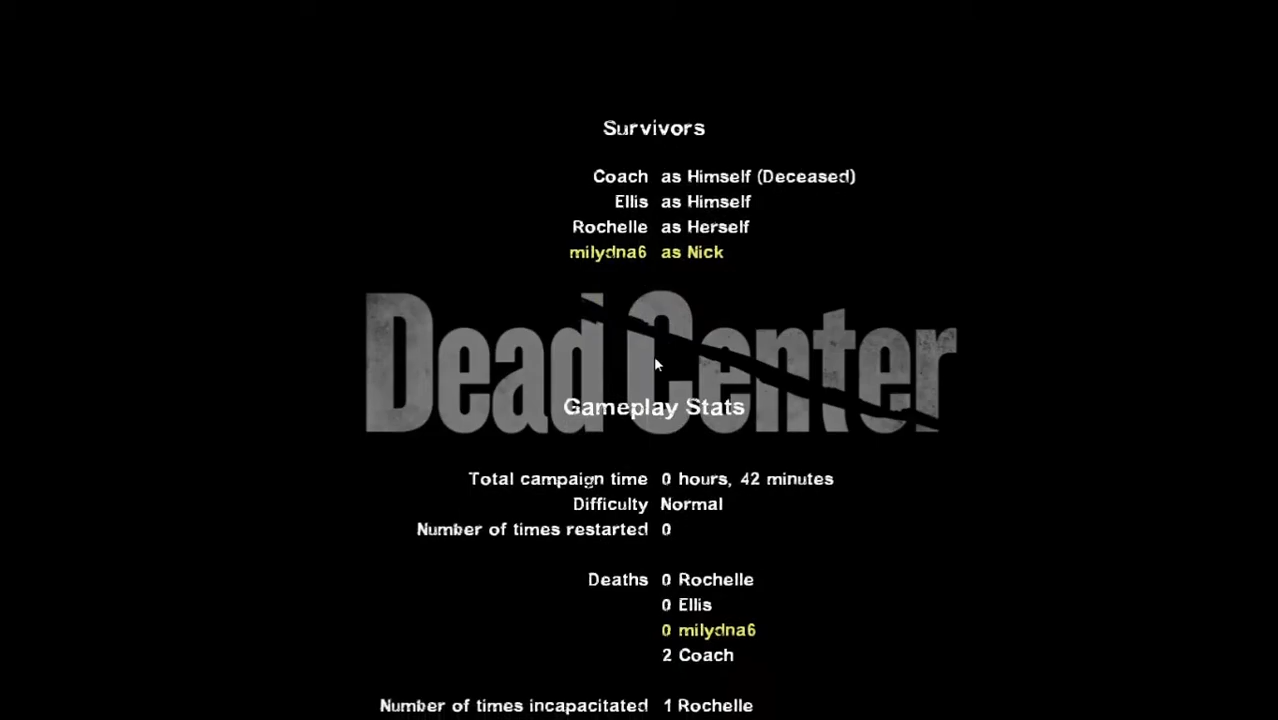 Survivors
Coach as Himself (Deceased)
Ellis as Himself
Rochelle as Herself
milydna6 as Nick
Dead Center
Gameplay Stats
Total campaign time 0 hours, 42 minutes
Difficulty Normal
Number of times restarted 0
Deaths 0 Rochelle
0 Ellis
0 milydna6
2 Coach
Number of times incapacitated 1 Rochelle